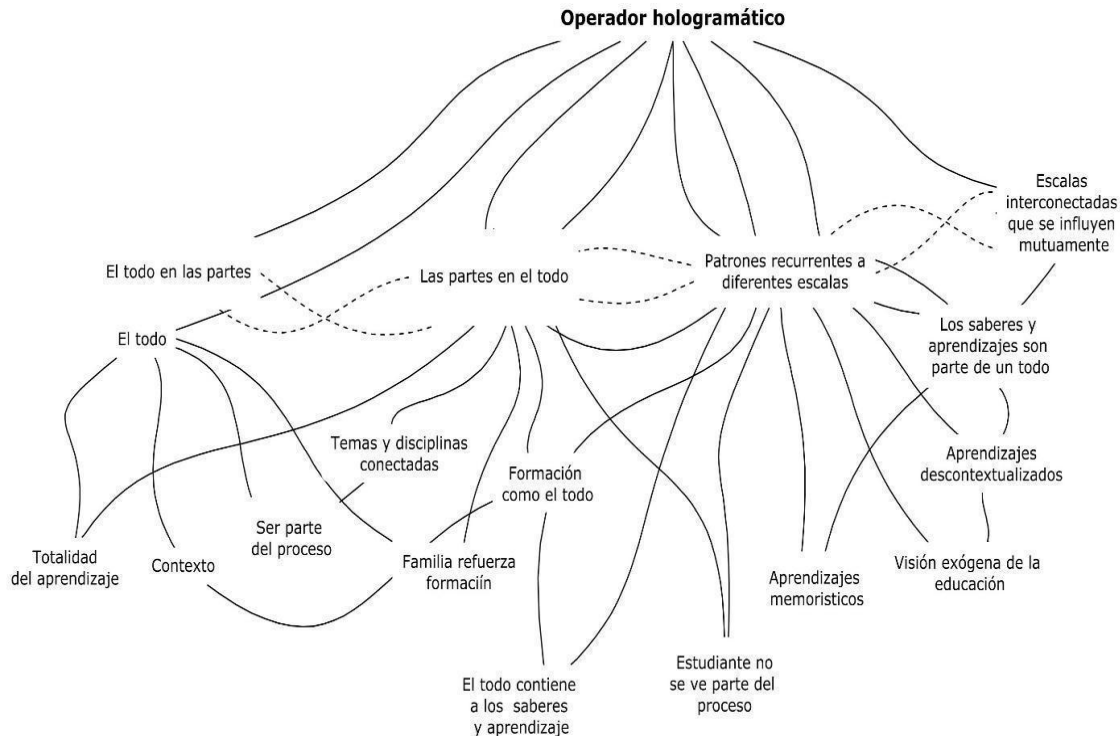 Operador hologramático
Escalas
interconectadas
que se influyen
mutuamente
El todo en las partes
Las partes en el todo
Patrones recurrentes a
diferentes escalas
El todo
Los saberes y
aprendizajes son
parte de un todo
Temas y disciplinas
conectadas
Formación
como el todo
Aprendizajes
descontextualizados
Totalidad
del aprendizaje
Contexto
Ser parte
del proceso
Familia refuerza
formaciín
Aprendizajes
memoristicos
Visión exógena de la
educación
El todo contiene
a los saberes
y aprendizaje
Estudiante no
se ve parte del
proceso